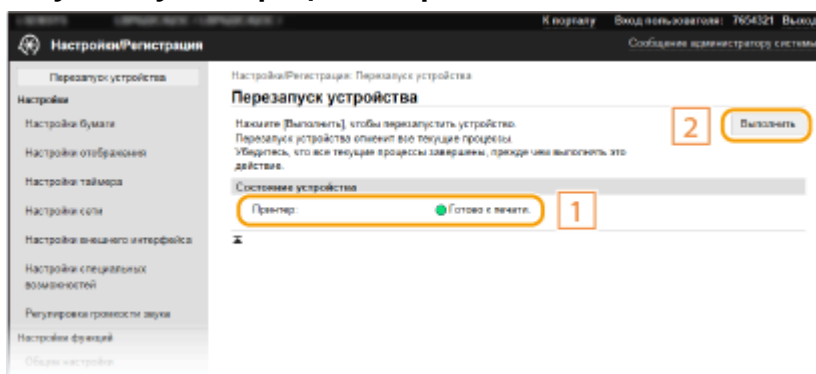 К порталу Вход пользователя: 7654321 Выход
Настройки/Регистрация
Сообщение администратору системы
Перезапуск устройства
Настройки
Настройки бумаги
Настройки отображения
Настройки таймера
Настройки сети
Настройки внешнего интерфейса
Настройки специальных
возможностей
Регулировка громкости звука
Настройки функций
Общие настройки
Настройки/Регистрация: Перезапуск устройства
Перезапуск устройства
Нажмите [Выполнить], чтобы перезапустить устройство.
Перезапуск устройства отменит все текущие процессы.
Убедитесь, что все текущие процессы завершены, прежде чем выполнять это
действие.
2
Выполнить
Состояние устройства
Принтер: Готово к печати.
1